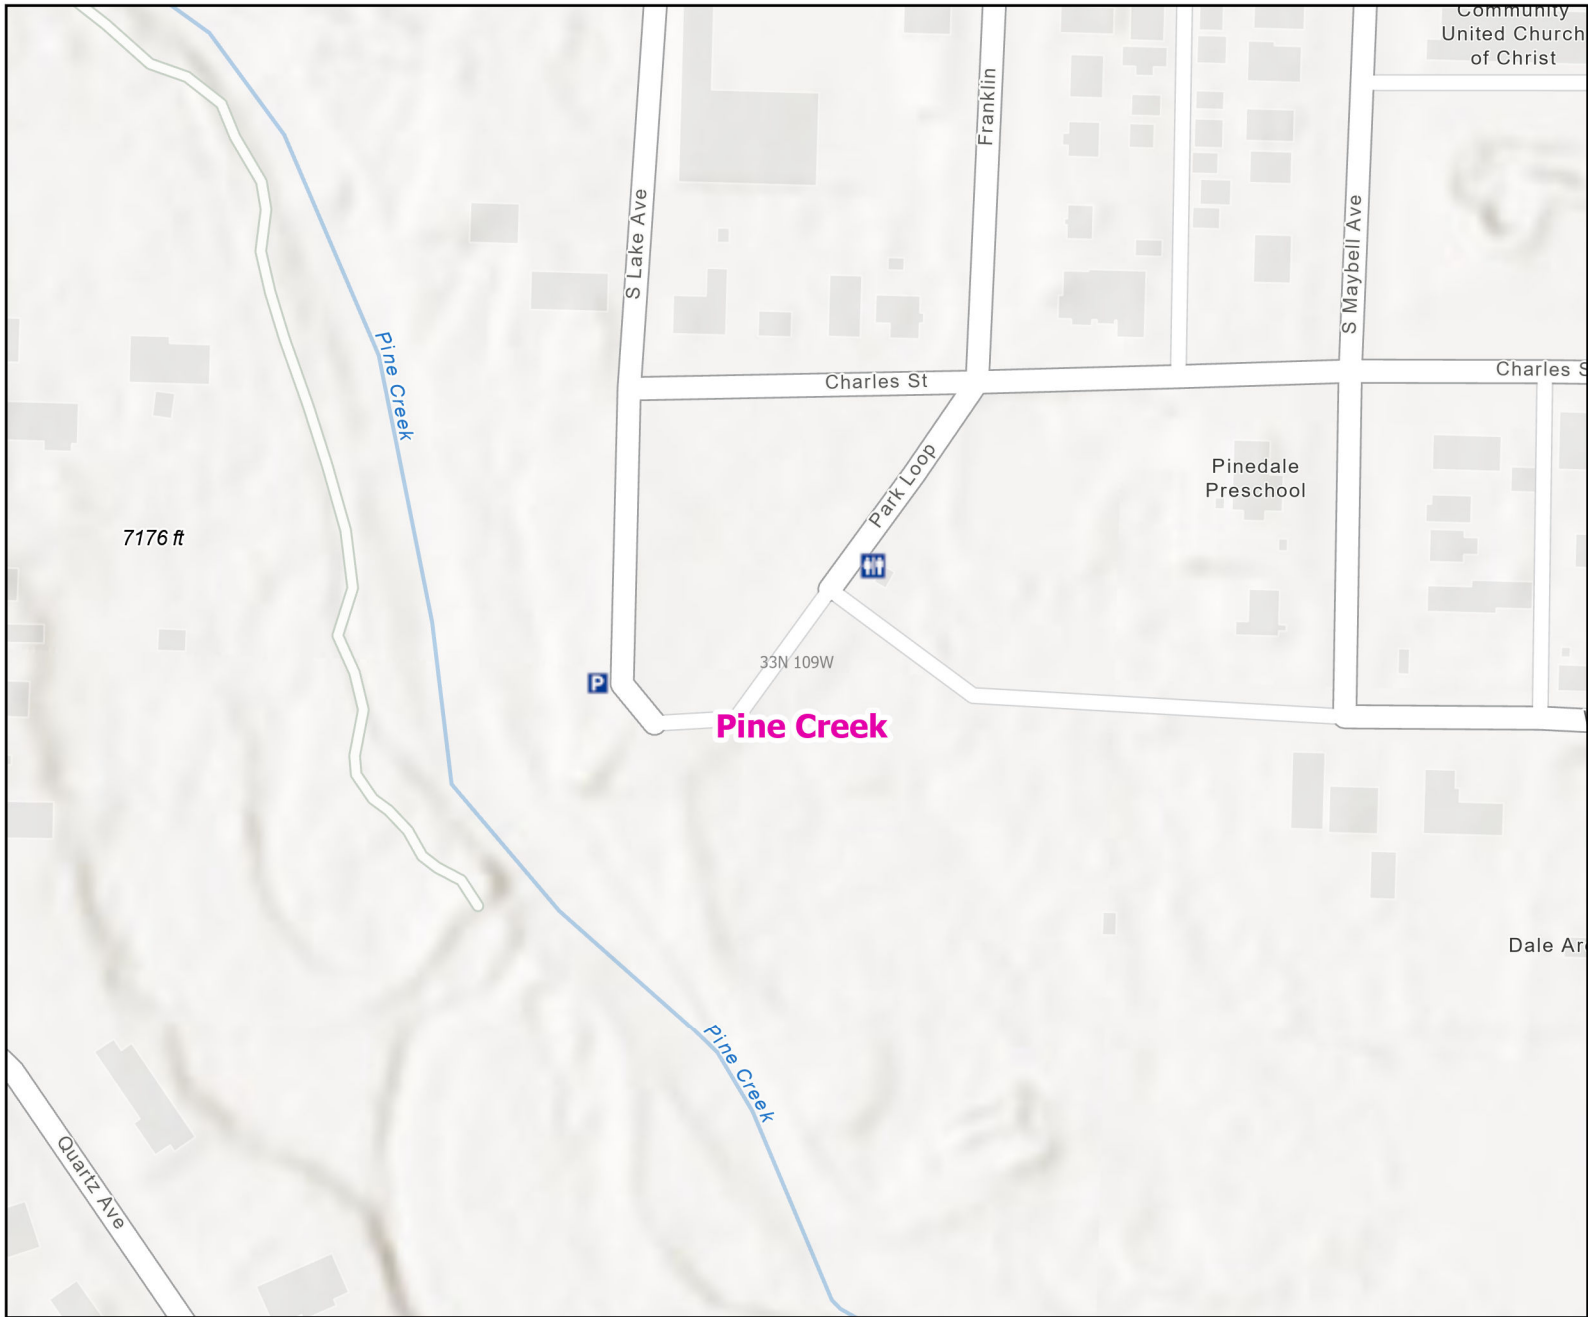 Community
United Church
of Christ
Franklin
S Lake Ave
S Maybell Ave
Pine Creek
Charles St
Charles S
Park Loop
Pinedale
Preschool
7176 ft
33N 109W
P
Pine Creek
Dale Ar
Pine Creek
Quartz Ave